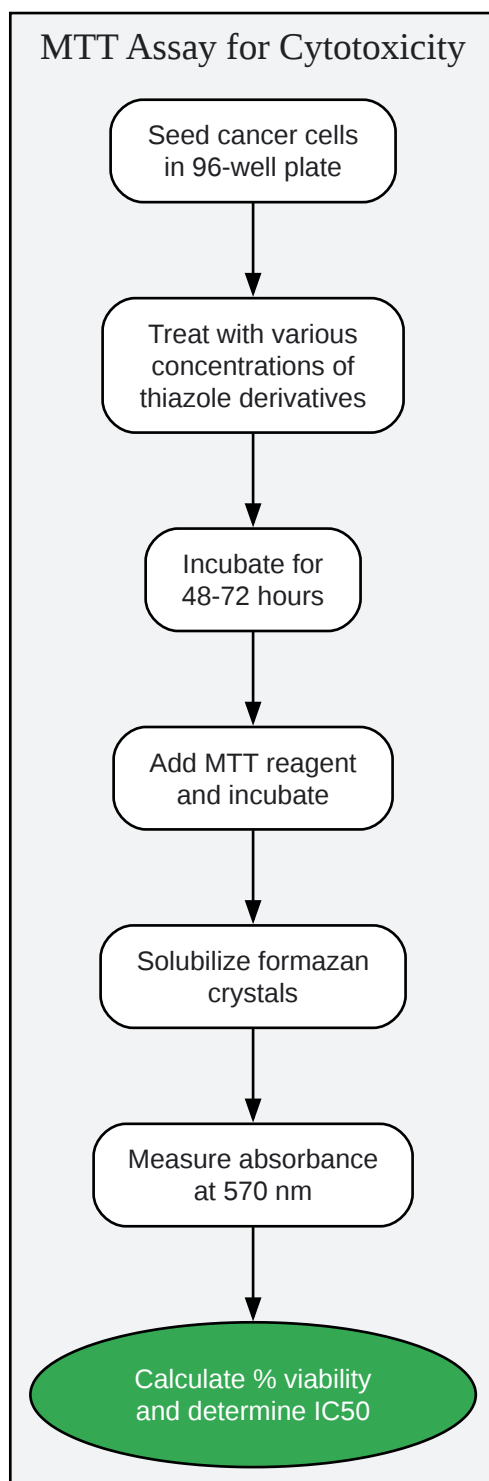 MTT Assay for Cytotoxicity
Seed cancer cells
in 96-well plate
Treat with various
concentrations of
thiazole derivatives
Incubate for
48-72 hours
Add MTT reagent
and incubate
Solubilize formazan
crystals
Measure absorbance
at 570 nm
Calculate % viability
and determine IC50